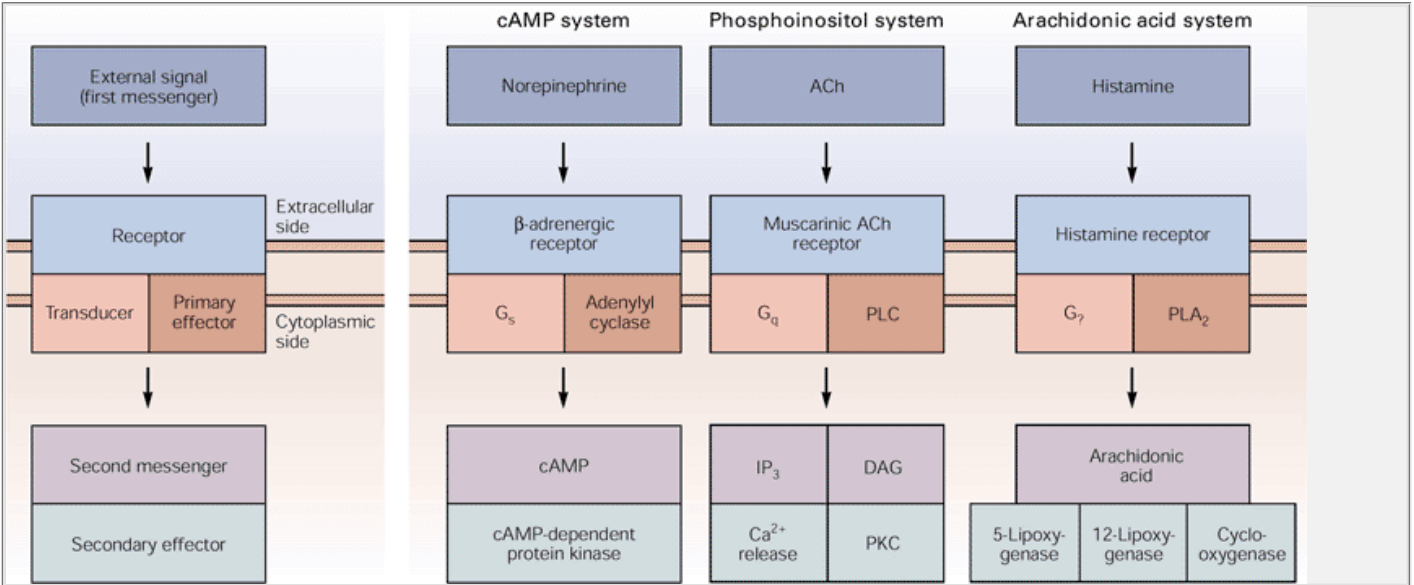 cAMP system
Phosphoinositol system
Arachidonic acid system
External signal
(first messenger)
Norepinephrine
ACh
Histamine
Receptor
Extracellular
side
β-adrenergic
receptor
Muscarinic ACh
receptor
Histamine receptor
Transducer
Primary
effector
Cytoplasmic
side
Gs
Adenylyl
cyclase
Gq
PLC
G?
PLA2
Second messenger
cAMP
IP3
DAG
Arachidonic
acid
Secondary effector
cAMP-dependent
protein kinase
Ca2+
release
PKC
5-Lipoxy-
genase
12-Lipoxy-
genase
Cyclo-
oxygenase